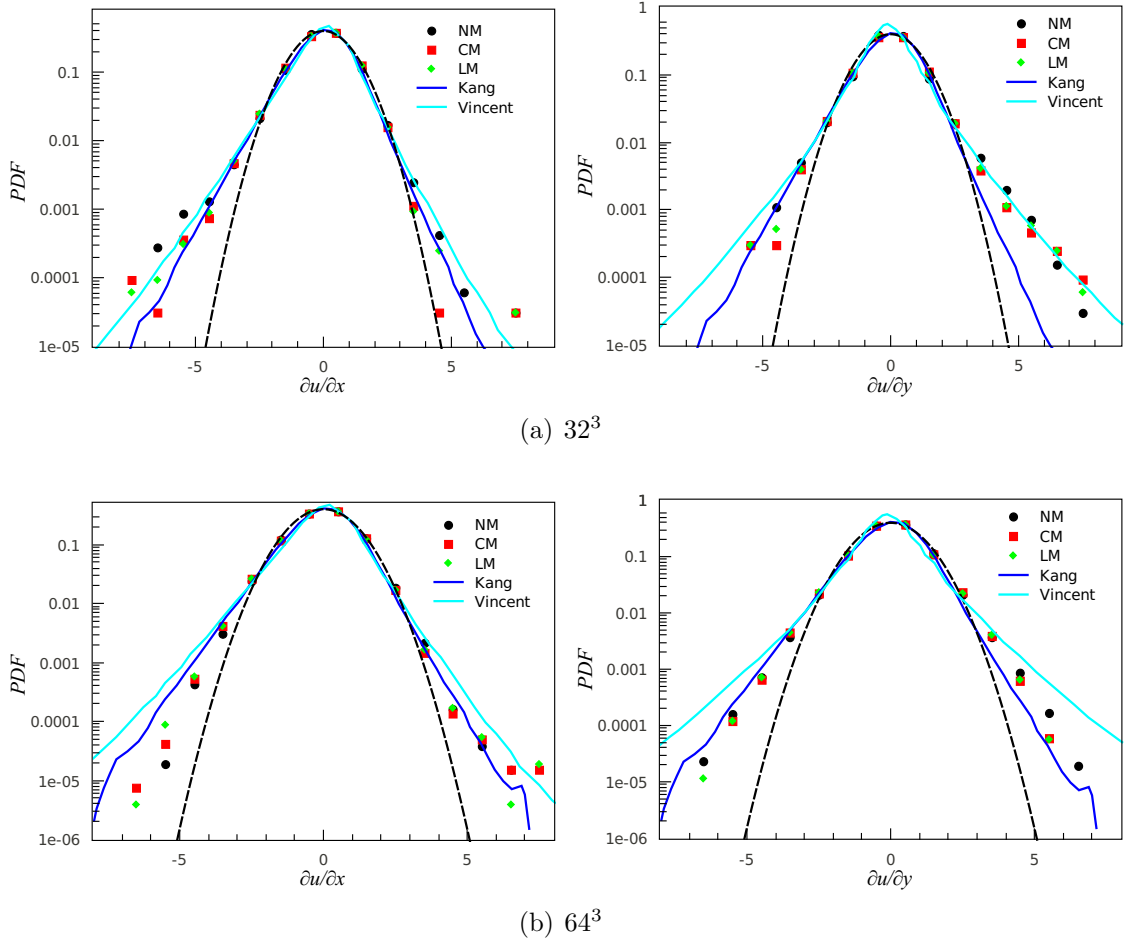 NM
CM
LM
Kang
Vincent
0.1
0.01
0.001
0.0001
1e-05
-5
0
5
PDF
∂u/∂x
1
NM
CM
LM
Kang
Vincent
0.1
0.01
0.001
0.0001
1e-05
-5
0
5
PDF
∂u/∂y
(a) 32³
NM
CM
LM
Kang
Vincent
0.1
0.01
0.001
0.0001
1e-05
1e-06
-5
0
5
PDF
∂u/∂x
1
NM
CM
LM
Kang
Vincent
0.1
0.01
0.001
0.0001
1e-05
1e-06
-5
0
5
PDF
∂u/∂y
(b) 64³